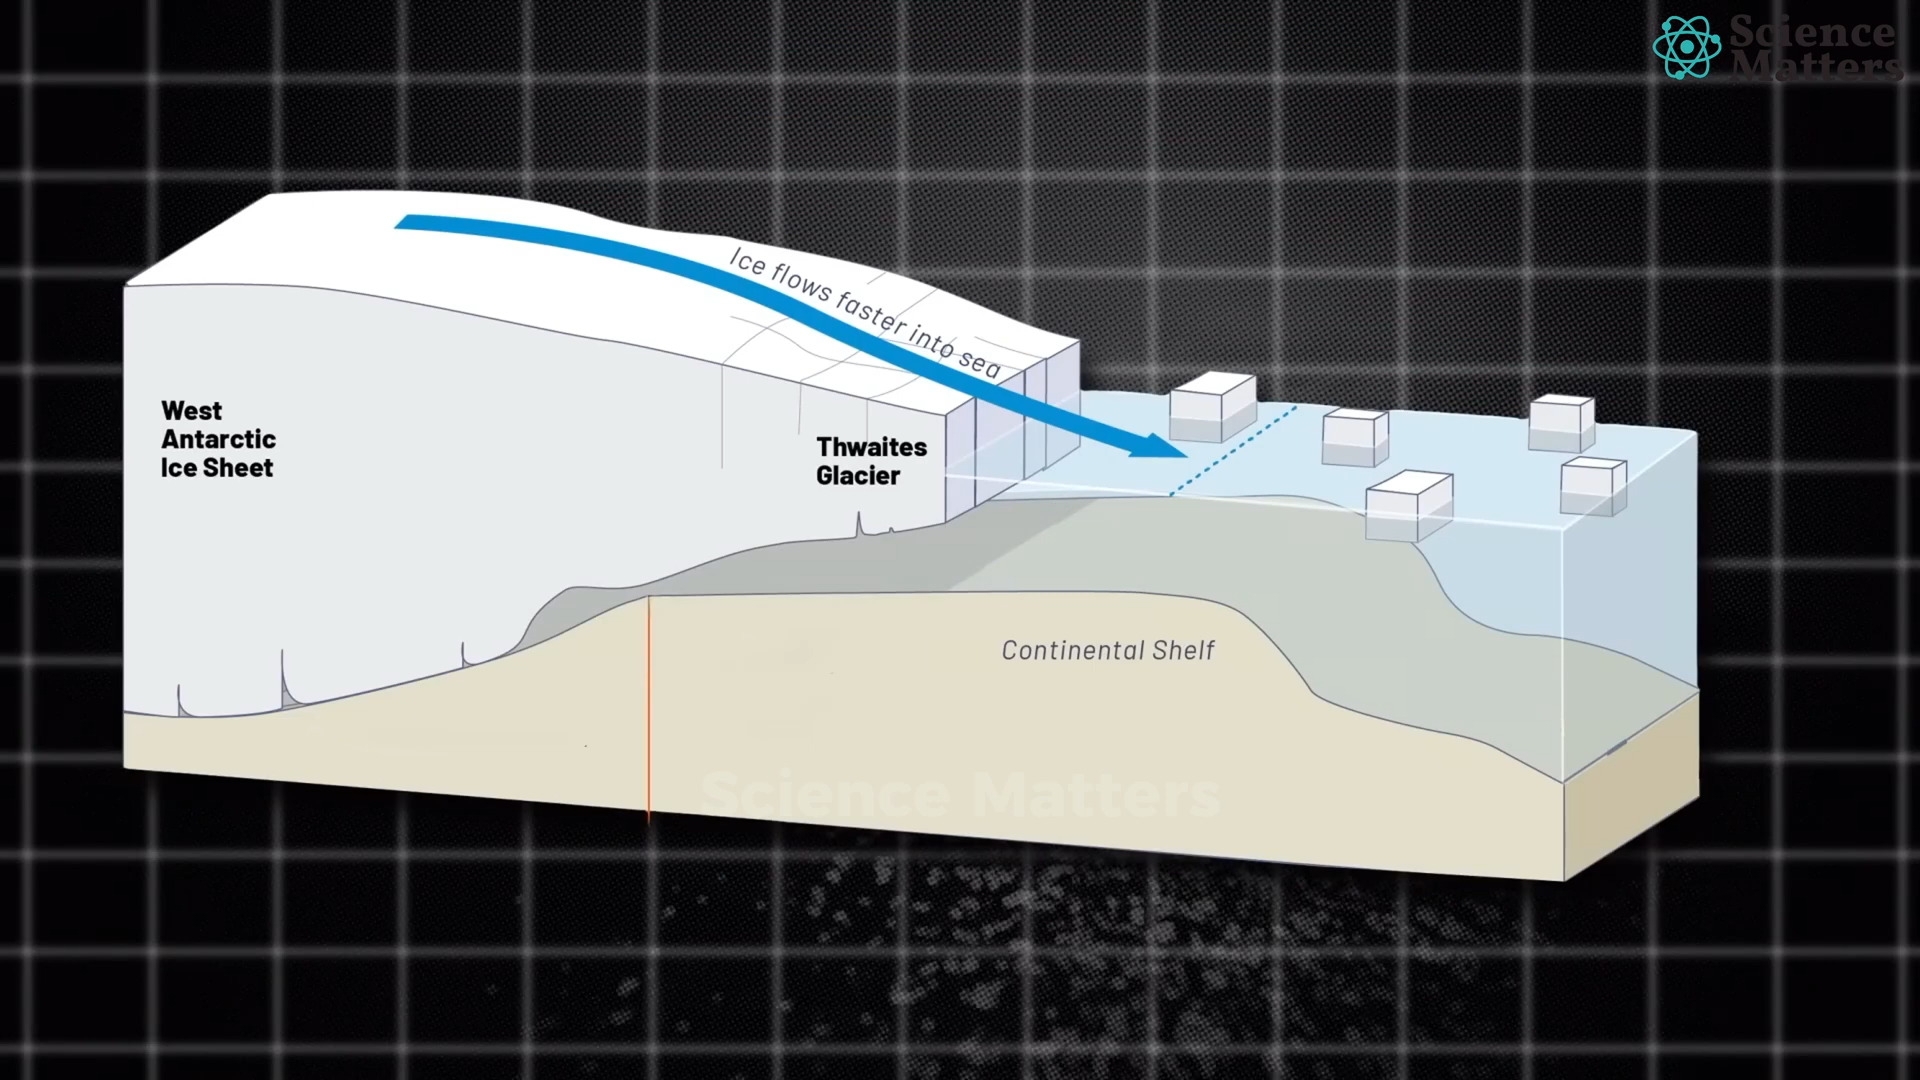 Science
Matters
Ice flows faster into sea
West
Antarctic
Ice Sheet
Thwaites
Glacier
Continental Shelf
Science Matters